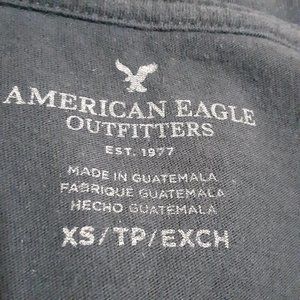 AMERICAN EAGLE
OUTFITTERS
EST. 1977
MADE IN GUATEMALA
FABRIQUE GUATEMALA
HECHO GUATEMALA
XS/TP/EXCH